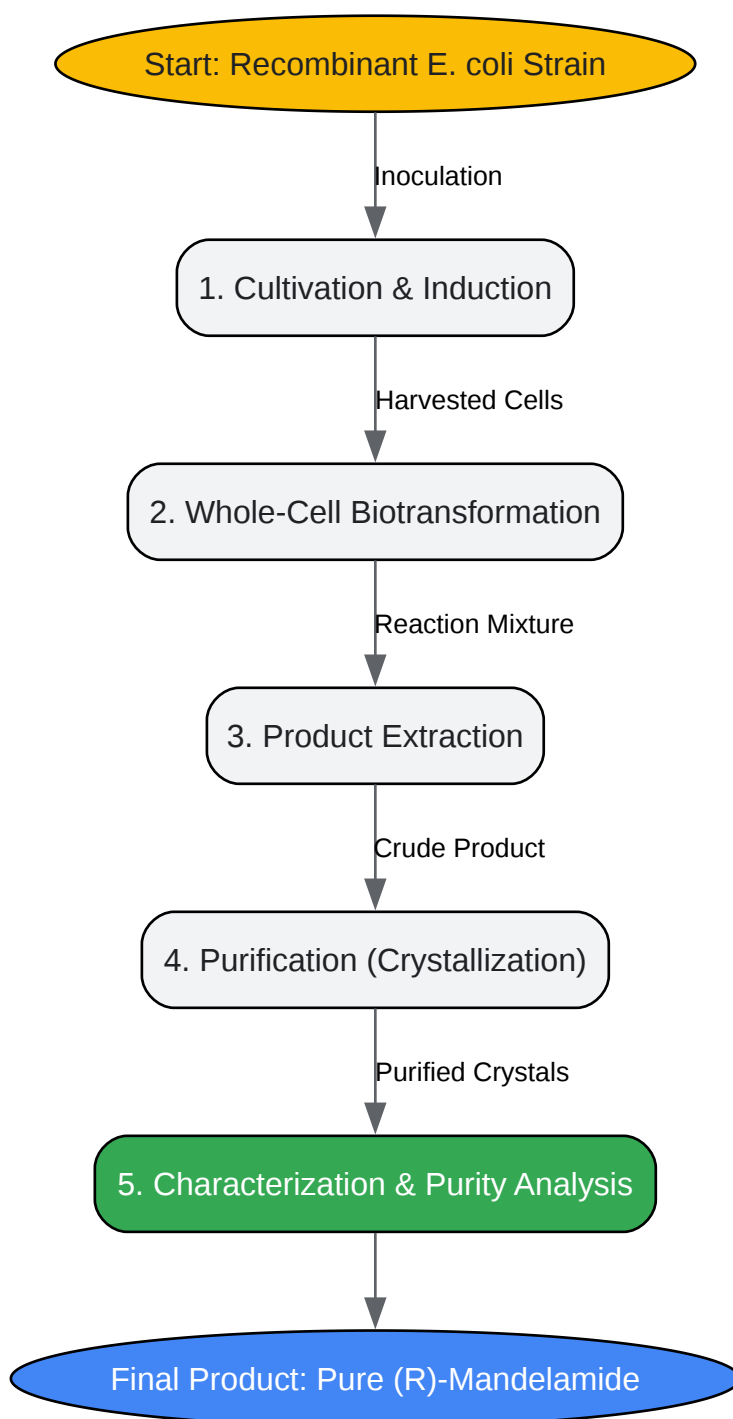 Start: Recombinant E. coli Strain
Inoculation
1. Cultivation & Induction
Harvested Cells
2. Whole-Cell Biotransformation
Reaction Mixture
3. Product Extraction
Crude Product
4. Purification (Crystallization)
Purified Crystals
5. Characterization & Purity Analysis
Final Product: Pure (R)-Mandelamide